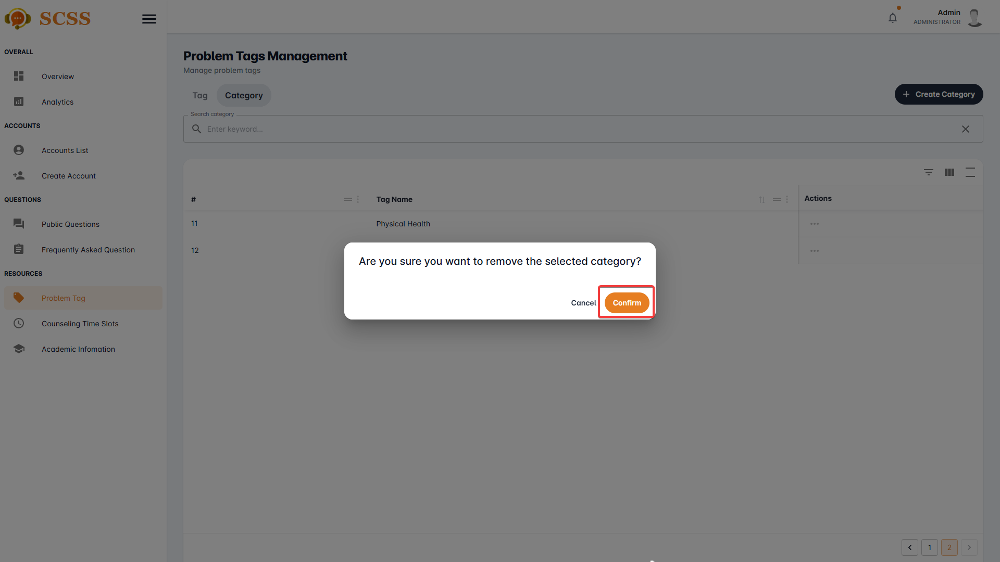 SCSS
Admin
ADMINISTRATOR
OVERALL
Overview
Analytics
ACCOUNTS
Accounts List
Create Account
QUESTIONS
Public Questions
Frequently Asked Question
RESOURCES
Problem Tag
Counseling Time Slots
Academic Infomation
Problem Tags Management
Manage problem tags
Tag Category
+ Create Category
Search category
Enter keyword...
# Tag Name Actions
11 Physical Health
12
Are you sure you want to remove the selected category?
Cancel Confirm
1 2